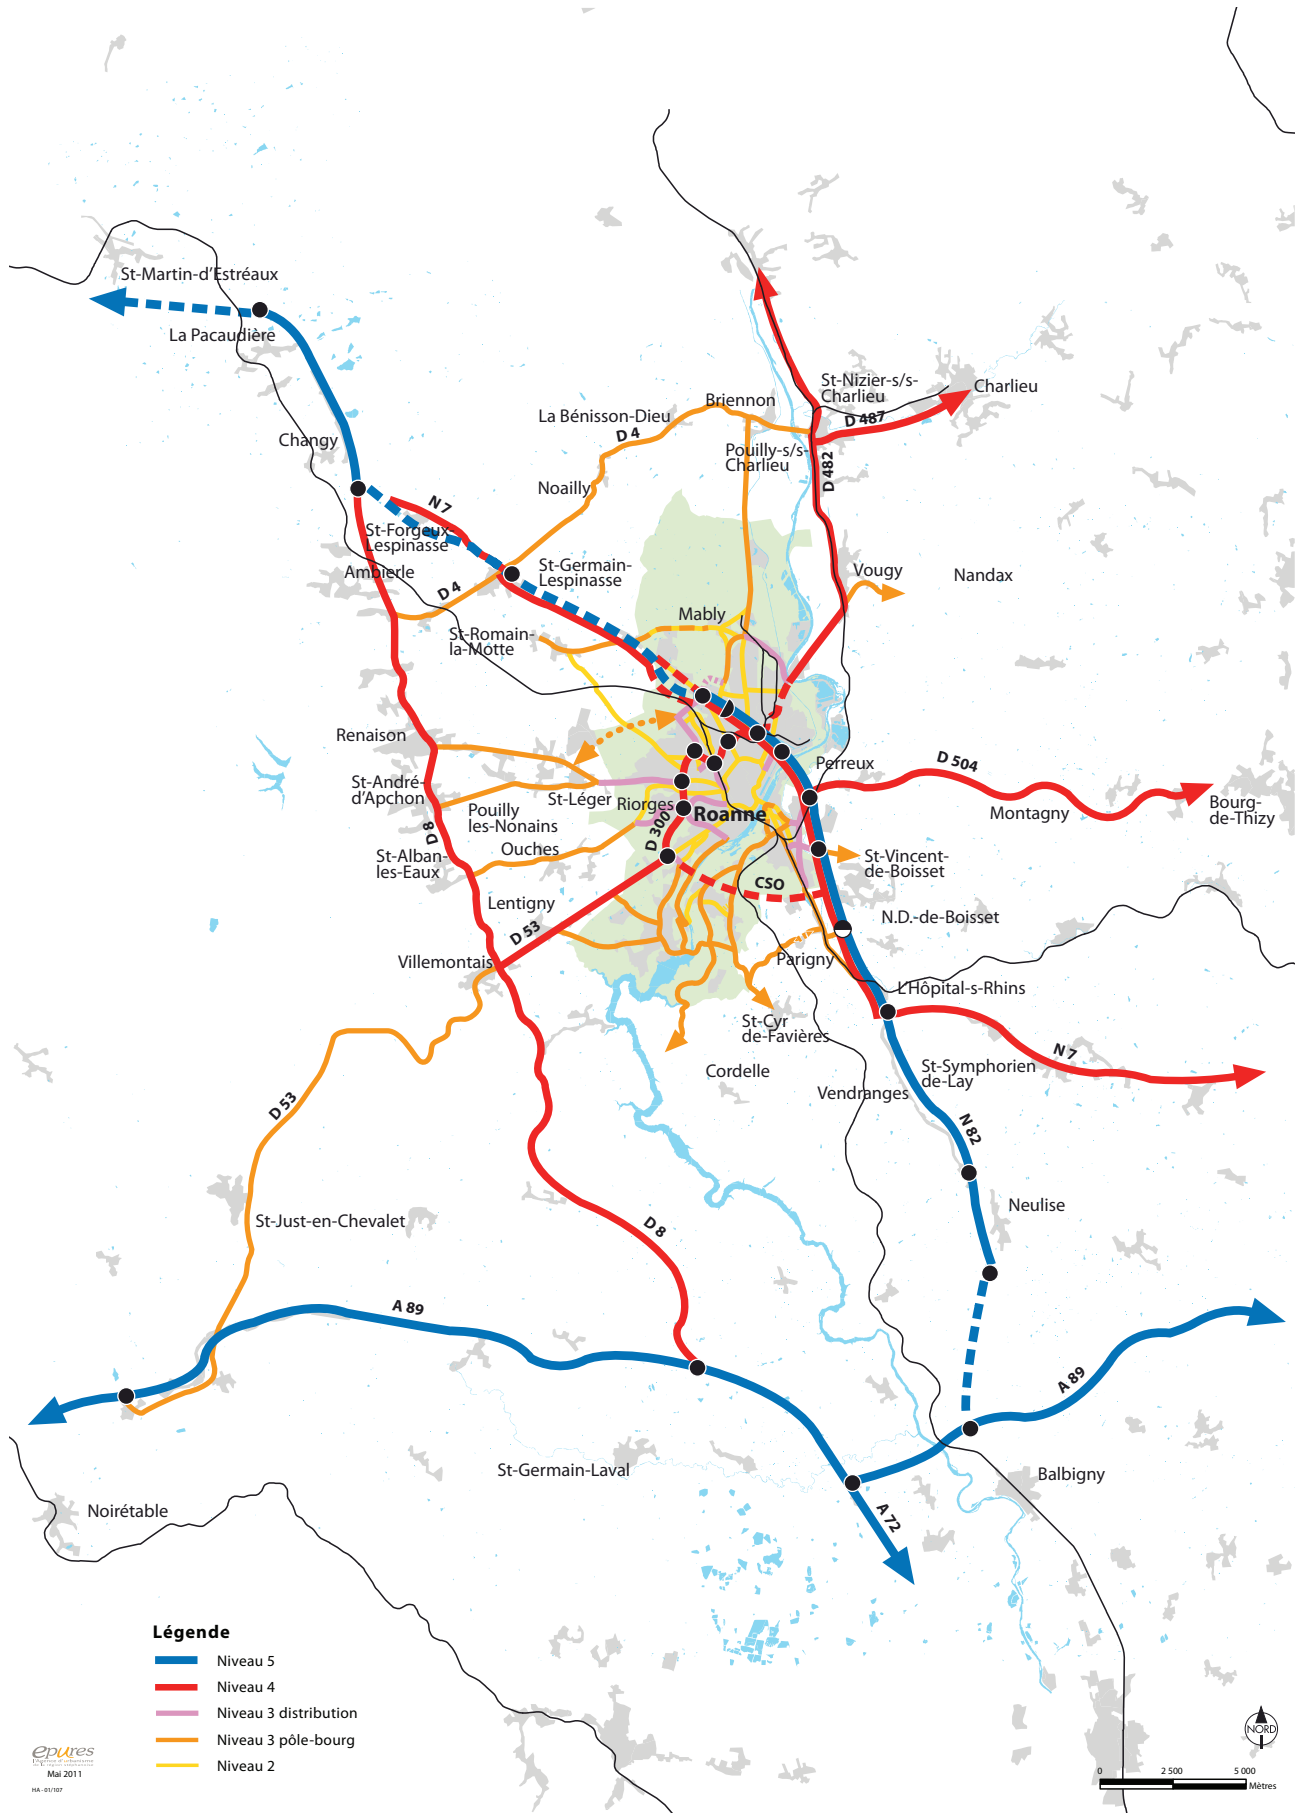 St-Martin-d'Estréaux
La Pacaudière
Changy
N 7
St-Forgeux-
Lespinasse
Ambierle
D 4
St-Germain-
Lespinasse
Noailly
La Bénisson-Dieu
D 4
Briennon
Pouilly-s/s-
Charlieu
St-Nizier-s/s-
Charlieu
D 487
Charlieu
D 482
Vougy
Nandax
Mably
St-Romain-
la-Motte
Renaison
St-André-
d'Apchon
D 8
St-Alban-
les-Eaux
Pouilly
les-Nonains
Ouches
St-Léger
Riorges
Roanne
D 300
Perreux
D 504
Montagny
Bourg-
de-Thizy
St-Vincent-
de-Boisset
CSO
N.D.-de-Boisset
Lentigny
D 53
Villemontais
Parigny
L'Hôpital-s-Rhins
St-Cyr
de-Favières
N 7
St-Symphorien
de-Lay
Cordelle
Vendranges
N 82
D 53
Neulise
St-Just-en-Chevalet
D 8
A 89
A 89
St-Germain-Laval
Balbigny
A 72
Noirétable
Légende
Niveau 5
Niveau 4
Niveau 3 distribution
Niveau 3 pôle-bourg
Niveau 2
epures
Mai 2011
HA - 01/107
NORD
0 2 500 5 000
Mètres